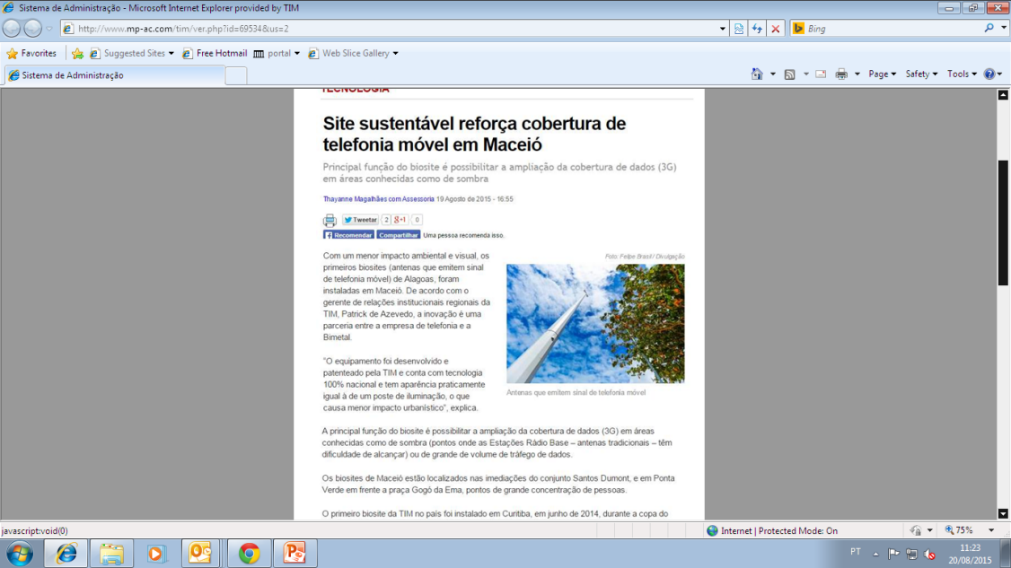 Sistema de Administração - Microsoft Internet Explorer provided by TIM
http://www.mp-ac.com/tim/ver.php?id=69534&us=2
Bing
Favorites
Suggested Sites
Free Hotmail
portal
Web Slice Gallery
Sistema de Administração
Page
Safety
Tools
TECNOLOGIA
Site sustentável reforça cobertura de
telefonia móvel em Maceió
Principal função do biosite é possibilitar a ampliação da cobertura de dados (3G)
em áreas conhecidas como de sombra
Thayanne Magalhães com Assessoria 19 Agosto de 2015 - 16:55
Tweetar 2 g+1 0
Recomendar Compartilhar Uma pessoa recomenda isso.
Com um menor impacto ambiental e visual, os
primeiros biosites (antenas que emitem sinal
de telefonia móvel) de Alagoas, foram
instaladas em Maceió. De acordo com o
gerente de relações institucionais regionais da
TIM, Patrick de Azevedo, a inovação é uma
parceria entre a empresa de telefonia e a
Bimetal.
Foto: Felipe Brasil / Divulgação
"O equipamento foi desenvolvido e
patenteado pela TIM e conta com tecnologia
100% nacional e tem aparência praticamente
igual à de um poste de iluminação, o que
causa menor impacto urbanístico", explica.
Antenas que emitem sinal de telefonia móvel
A principal função do biosite é possibilitar a ampliação da cobertura de dados (3G) em áreas
conhecidas como de sombra (pontos onde as Estações Rádio Base – antenas tradicionais – têm
dificuldade de alcançar) ou de grande de volume de tráfego de dados.
Os biosites de Maceió estão localizados nas imediações do conjunto Santos Dumont, e em Ponta
Verde em frente a praça Gogó da Ema, pontos de grande concentração de pessoas.
O primeiro biosite da TIM no país foi instalado em Curitiba, em junho de 2014, durante a copa do
javascript:void(0)
Internet | Protected Mode: On
75%
PT
11:23
20/08/2015